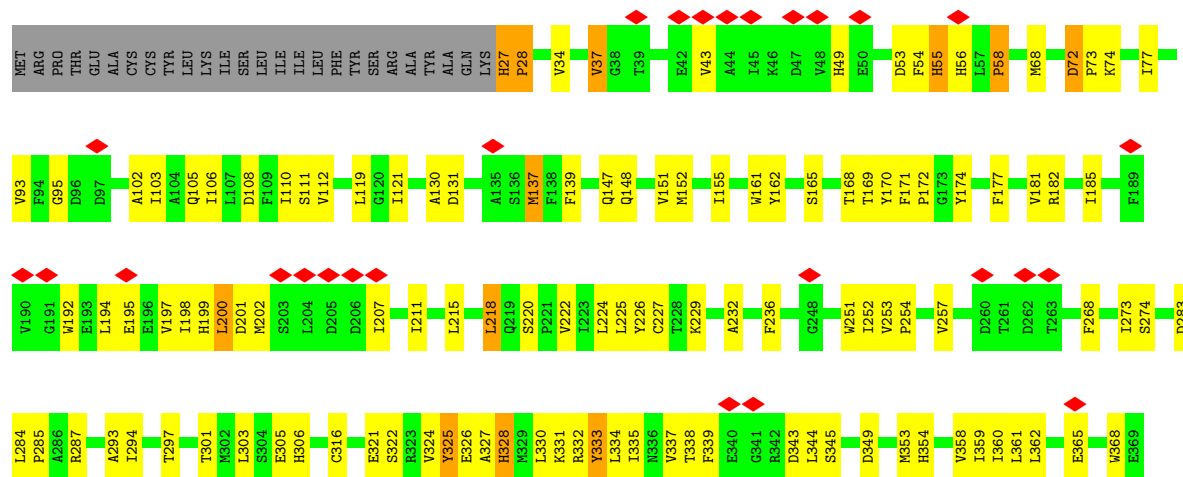 MET ARG PRO THR GLU ALA CYS CYS TYR LEU LYS ILE SER LEU ILE ILE LEU PHE TYR SER ARG ALA TYR ALA GLN LYS H27 P28 V34 V37 G38 T39 E42 V43 A44 I45 K46 D47 V48 H49 E50 D53 F54 H55 H56 L57 P58 M68 D72 P73 K74 I77
V93 F94 G95 D96 D97 A102 I103 A104 Q105 I106 L107 D108 F109 I110 S111 V112 L119 G120 I121 A130 D131 A135 S136 M137 F138 F139 Q147 Q148 V151 M152 I155 W161 Y162 S165 T168 T169 Y170 F171 P172 G173 Y174 F177 V181 R182 I185 F189
V190 G191 W192 E193 L194 E195 E196 V197 I198 H199 L200 D201 M202 S203 L204 D205 D206 I207 I211 L215 L218 Q219 S220 P221 V222 I223 L224 L225 Y226 C227 T228 K229 A232 F236 G248 W251 I252 V253 P254 V257 D260 T261 D262 T263 F268 I273 S274 D283
L284 P285 A286 R287 A293 I294 T297 T301 M302 L303 S304 E305 H306 C316 E321 S322 R323 V324 Y325 E326 A327 H328 M329 L330 K331 R332 Y333 L334 I335 N336 V337 T338 F339 E340 G341 R342 D343 L344 S345 D349 M353 H354 V358 I359 I360 L361 L362 E365 W368 E369